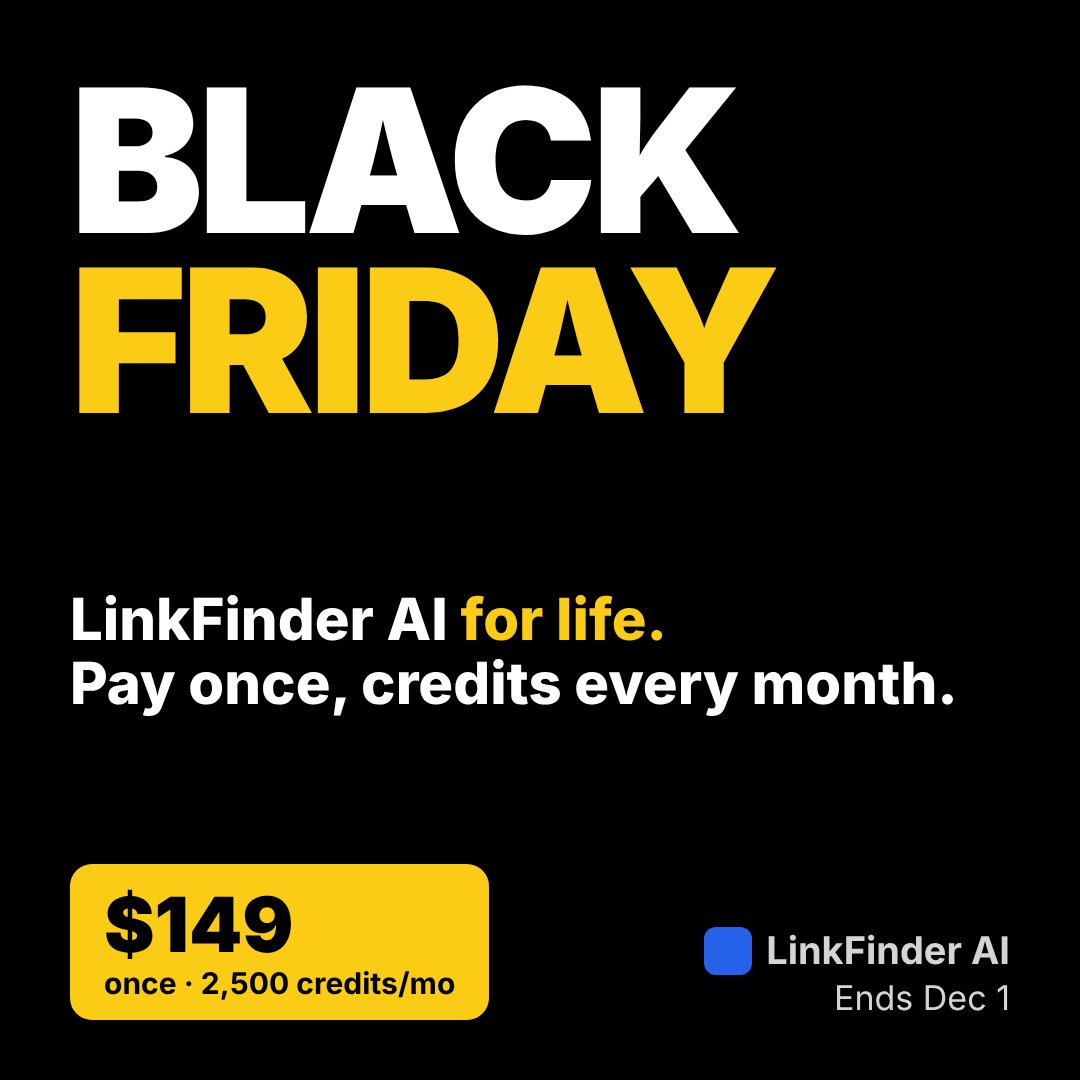 BLACK
FRIDAY
LinkFinder AI for life.
Pay once, credits every month.
$149
once · 2,500 credits/mo
LinkFinder AI
Ends Dec 1